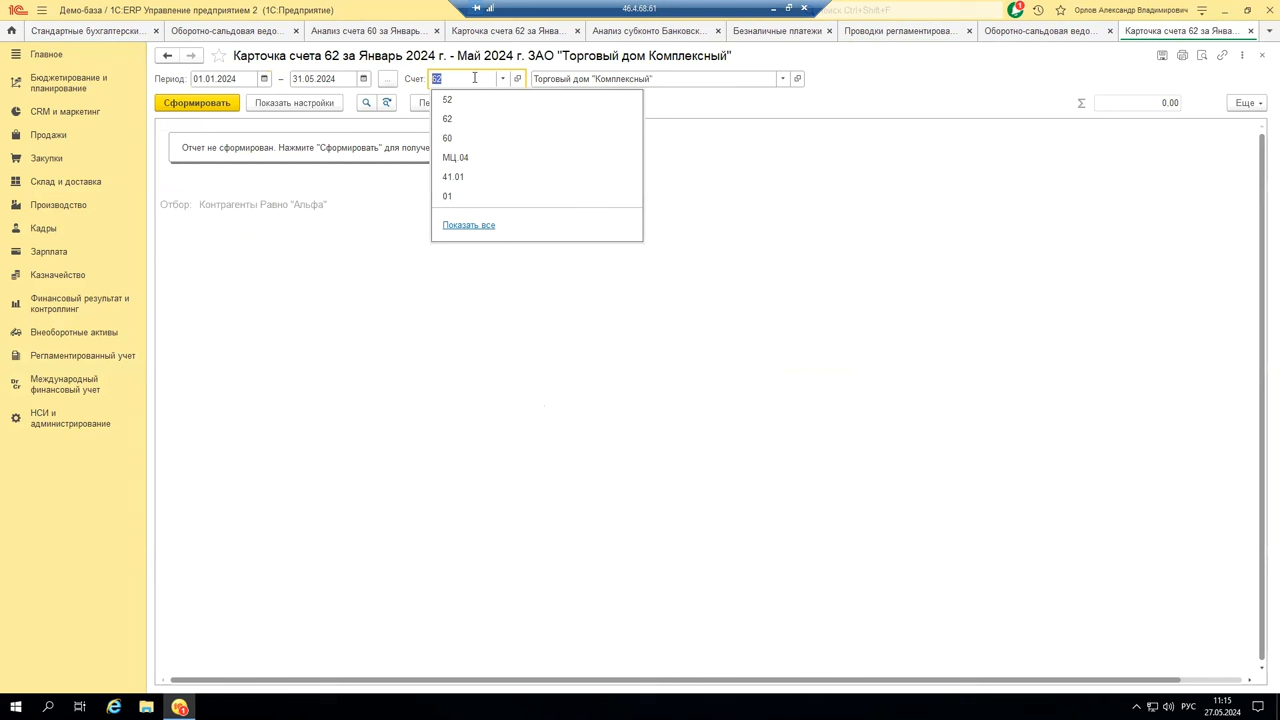 Демо-база / 1С:ERP Управление предприятием 2 (1С:Предприятие)
46.4.68.61
поиск Ctrl+Shift+F
1
Орлов Александр Владимирович
Стандартные бухгалтерски...
Оборотно-сальдовая ведо...
Анализ счета 60 за Январь...
Карточка счета 62 за Янва...
Анализ субконто Банковск...
Безналичные платежи
Проводки регламентирова...
Оборотно-сальдовая ведо...
Карточка счета 62 за Янва...
Главное
Бюджетирование и
планирование
CRM и маркетинг
Продажи
Закупки
Склад и доставка
Производство
Кадры
Зарплата
Казначейство
Финансовый результат и
контроллинг
Внеоборотные активы
Регламентированный учет
Международный
финансовый учет
НСИ и
администрирование
Карточка счета 62 за Январь 2024 г. - Май 2024 г. ЗАО "Торговый дом Комплексный"
Период: 01.01.2024 – 31.05.2024 ... Счет: 62 Торговый дом "Комплексный"
Сформировать Показать настройки Пе Σ 0,00 Еще
Отчет не сформирован. Нажмите "Сформировать" для получе
Отбор: Контрагенты Равно "Альфа"
52
62
60
МЦ.04
41.01
01
Показать все
РУС
11:15
27.05.2024